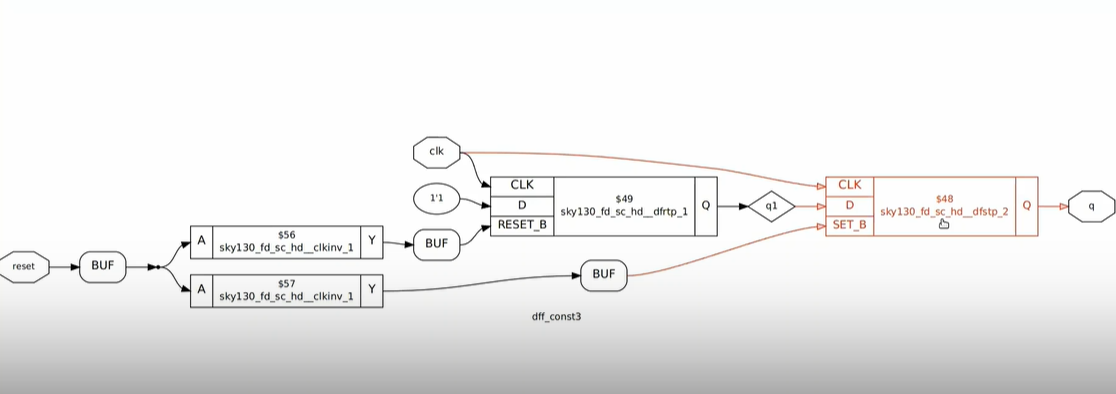 clk
1'1
CLK
D
RESET_B
$49
sky130_fd_sc_hd__dfrtp_1
Q
q1
CLK
D
SET_B
$48
sky130_fd_sc_hd__dfstp_2
Q
q
reset
BUF
A
$56
sky130_fd_sc_hd__clkinv_1
Y
BUF
A
$57
sky130_fd_sc_hd__clkinv_1
Y
BUF
dff_const3